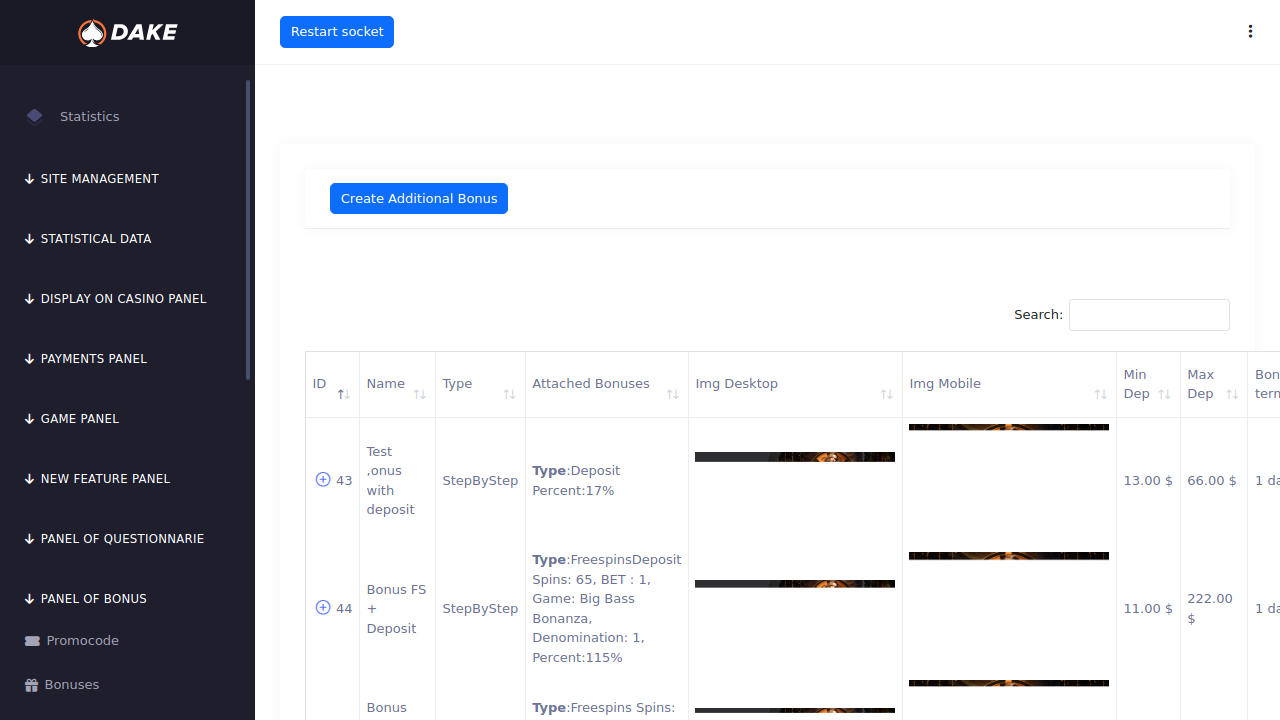 DAKE
Restart socket
Statistics
SITE MANAGEMENT
STATISTICAL DATA
DISPLAY ON CASINO PANEL
PAYMENTS PANEL
GAME PANEL
NEW FEATURE PANEL
PANEL OF QUESTIONNARIE
PANEL OF BONUS
Promocode
Bonuses
Create Additional Bonus
Search:
ID
Name
Type
Attached Bonuses
Img Desktop
Img Mobile
Min
Dep
Max
Dep
Bon
term
43
Test
,onus
with
deposit
StepByStep
Type:Deposit
Percent:17%
13.00 $
66.00 $
1 da
44
Bonus FS
+
Deposit
StepByStep
Type:FreespinsDeposit
Spins: 65, BET : 1,
Game: Big Bass
Bonanza,
Denomination: 1,
Percent:115%
11.00 $
222.00
$
1 da
Bonus
Type:Freespins Spins: